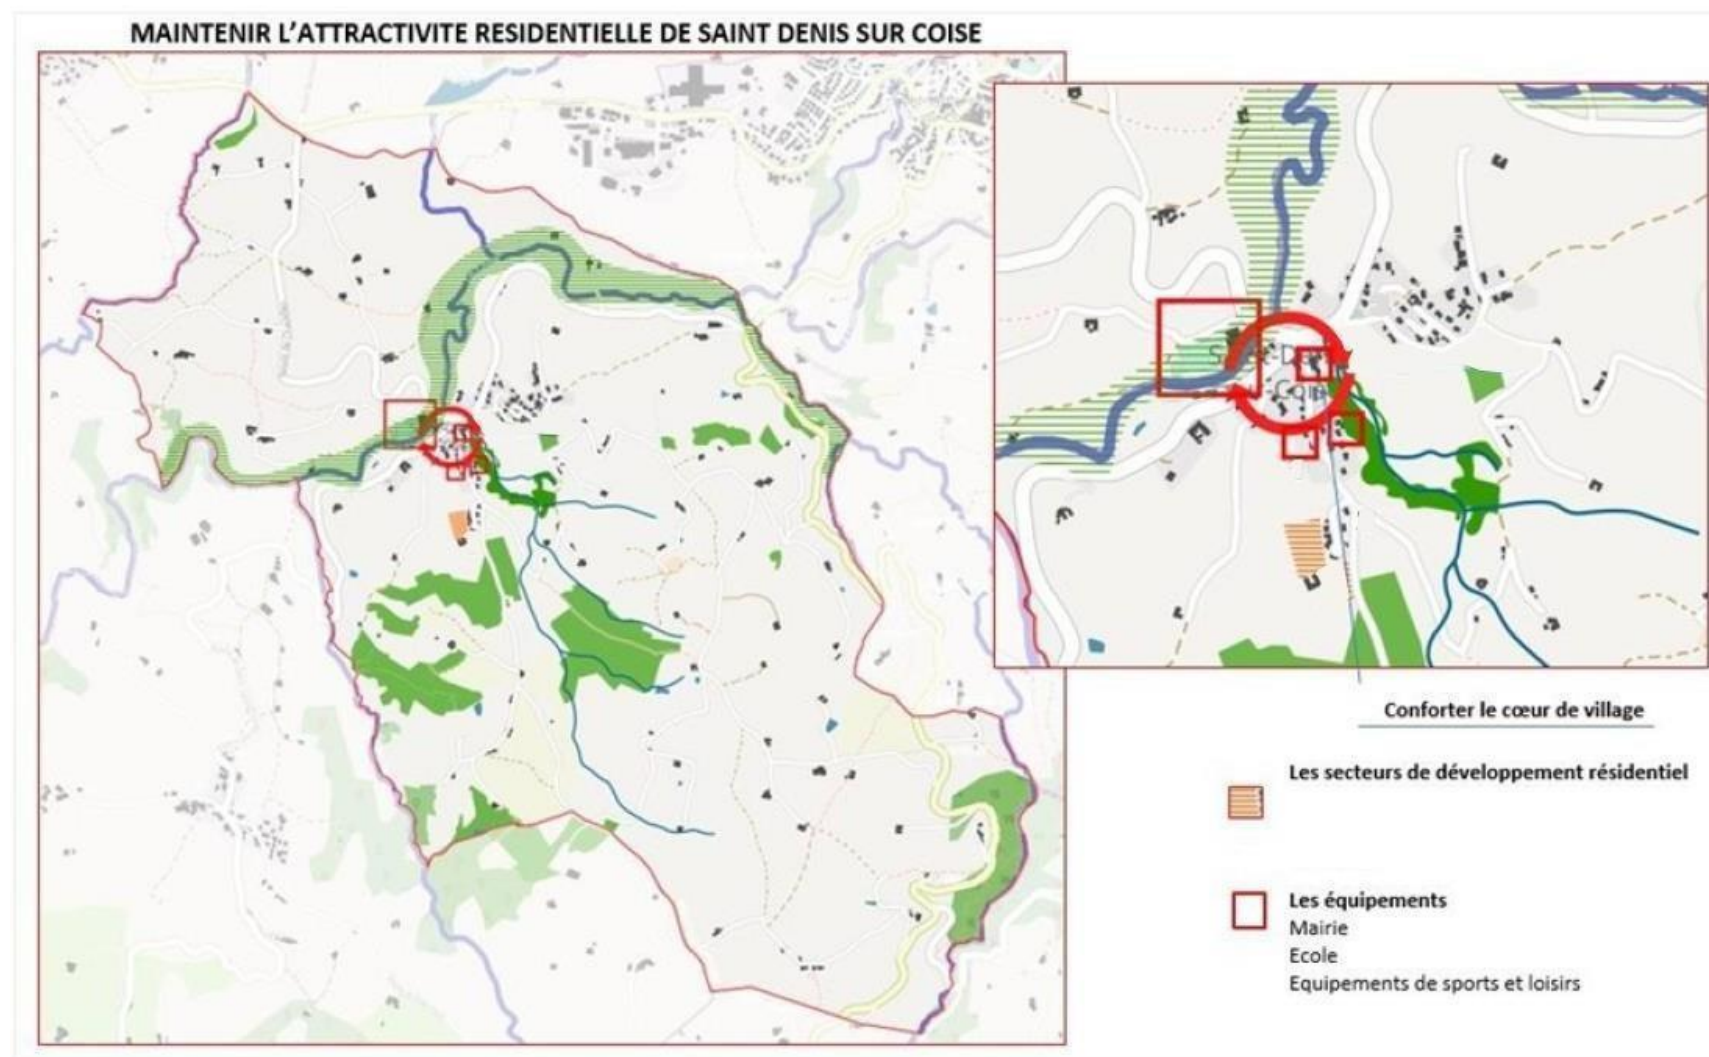 MAINTENIR L’ATTRACTIVITE RESIDENTIELLE DE SAINT DENIS SUR COISE
Conforter le cœur de village
Les secteurs de développement résidentiel
Les équipements
Mairie
Ecole
Equipements de sports et loisirs